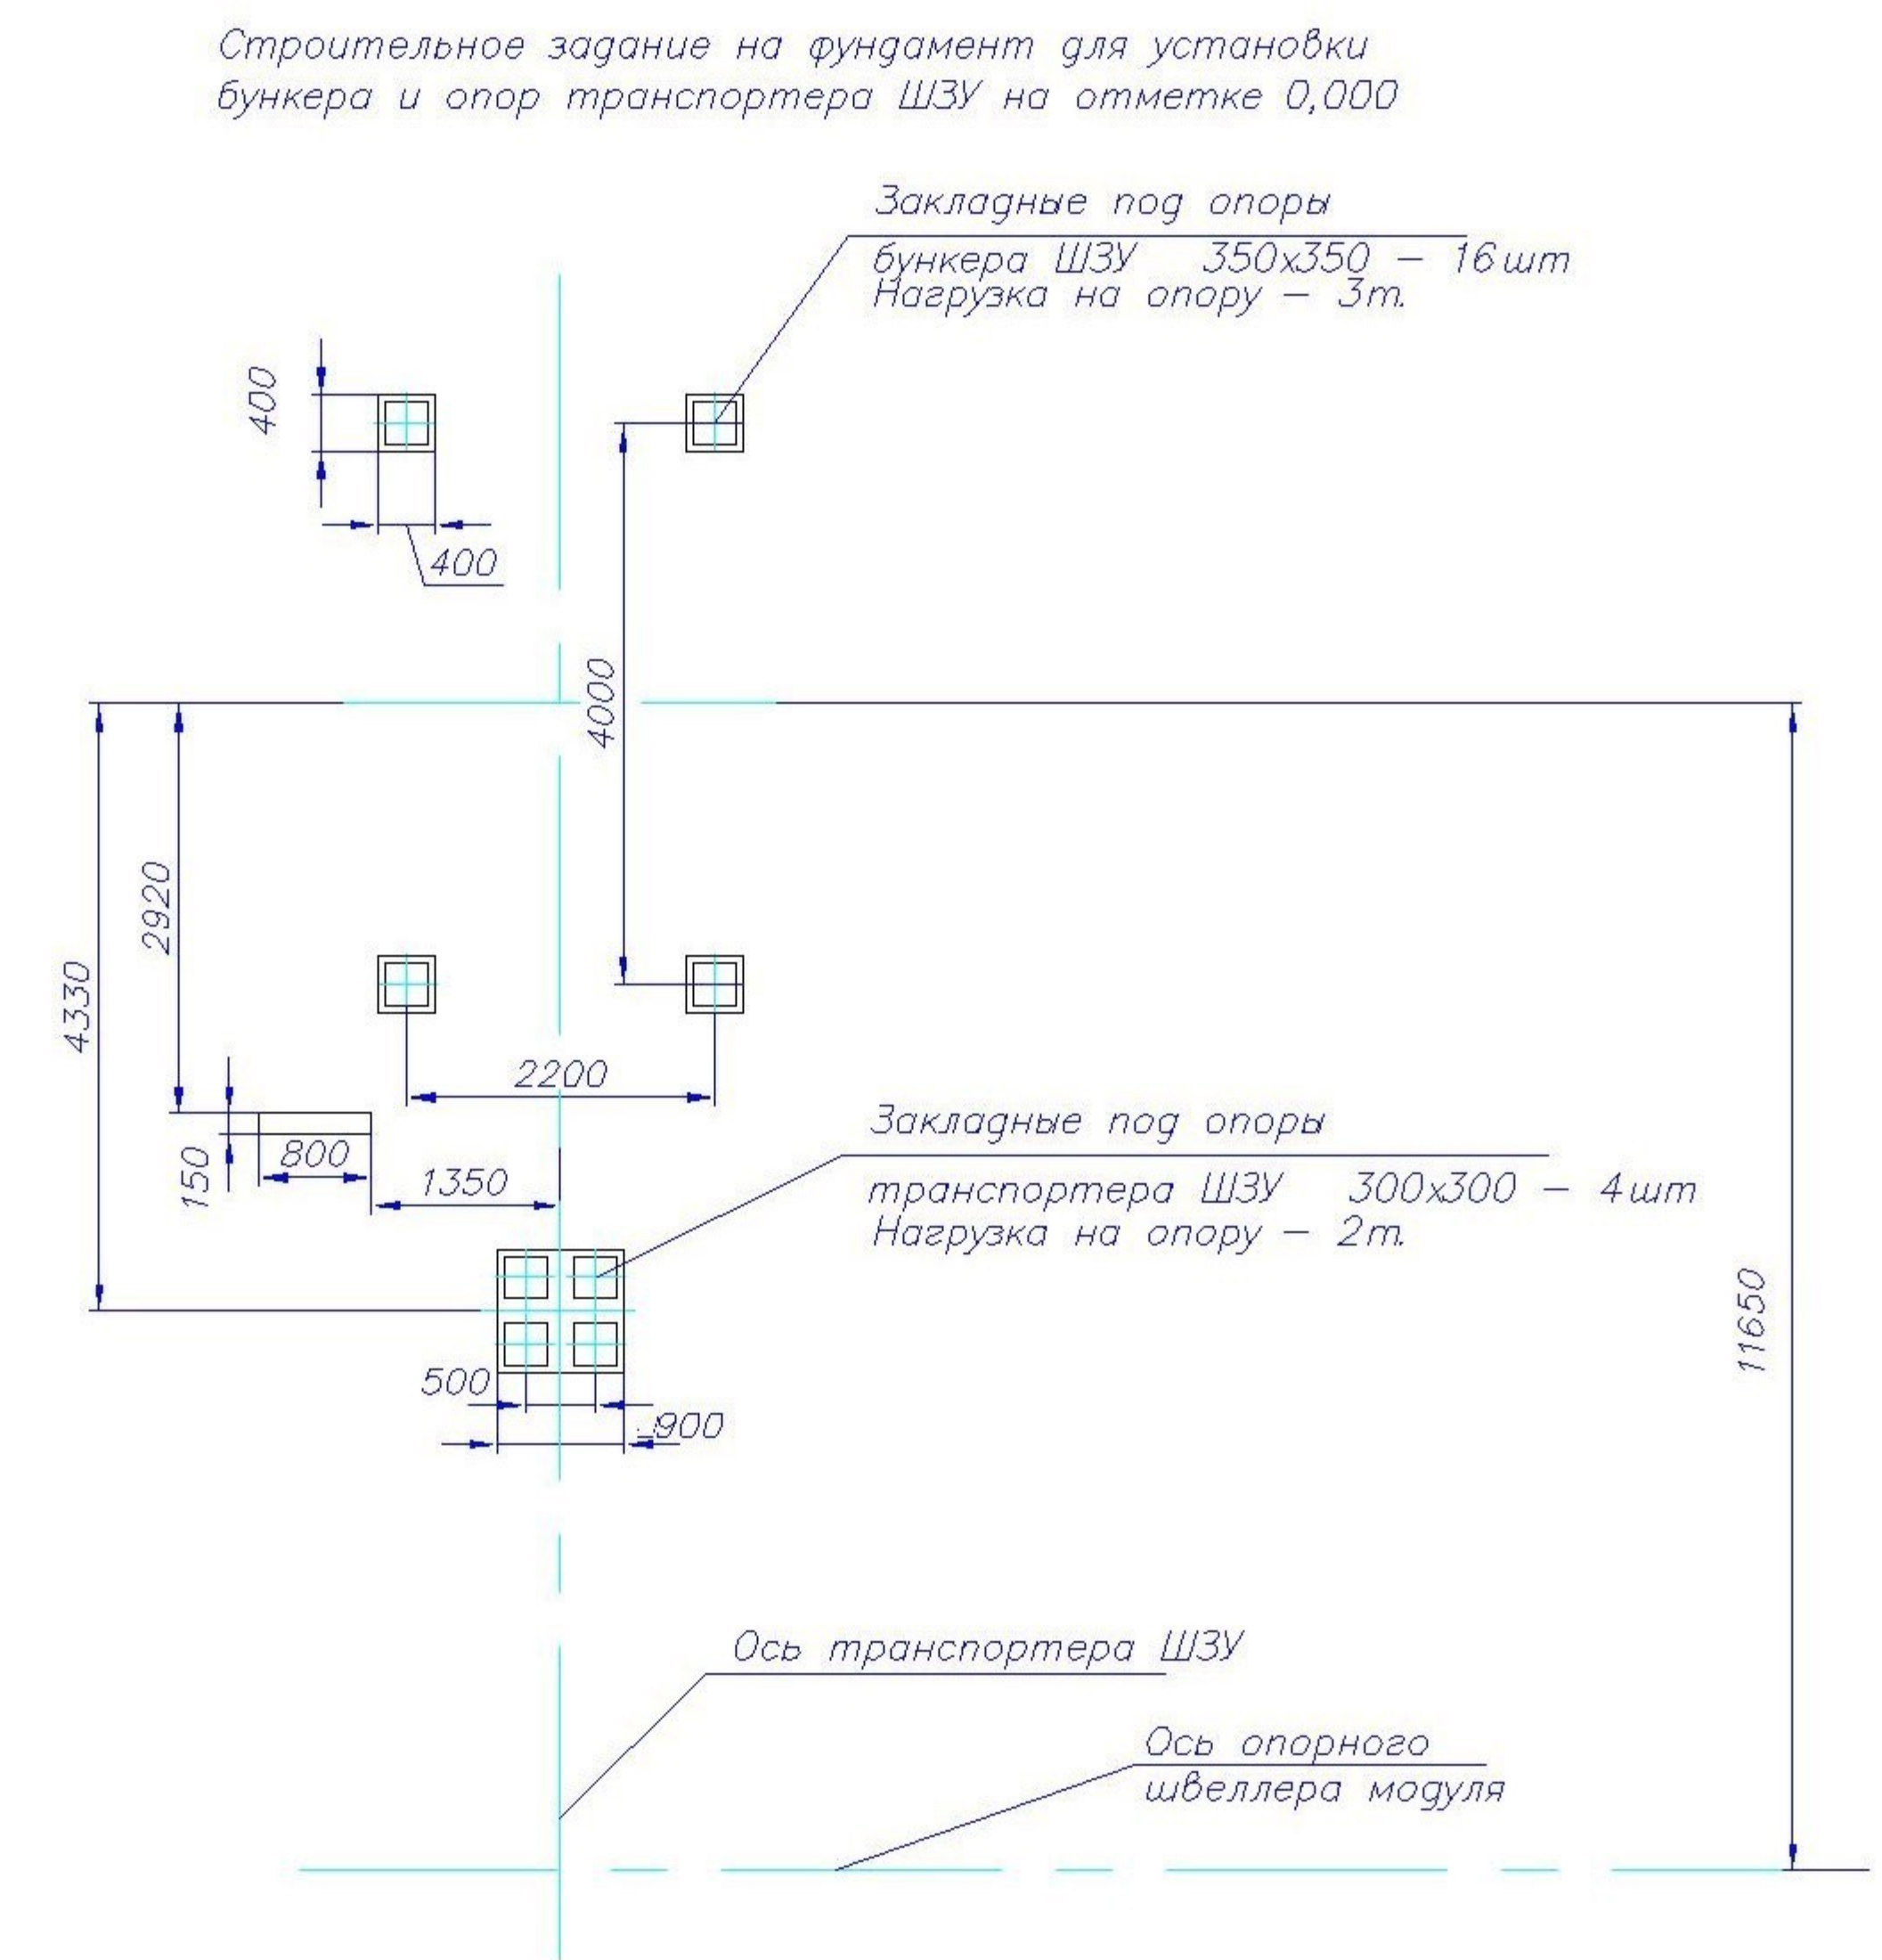 Строительное задание на фундамент для установки
бункера и опор транспортера ШЗУ на отметке 0,000
Закладные под опоры
бункера ШЗУ 350х350 – 16шт
Нагрузка на опору – 3т.
400
400
4000
2920
4330
2200
150
800
1350
Закладные под опоры
транспортера ШЗУ 300х300 – 4шт
Нагрузка на опору – 2т.
11650
500
900
Ось транспортера ШЗУ
Ось опорного
швеллера модуля